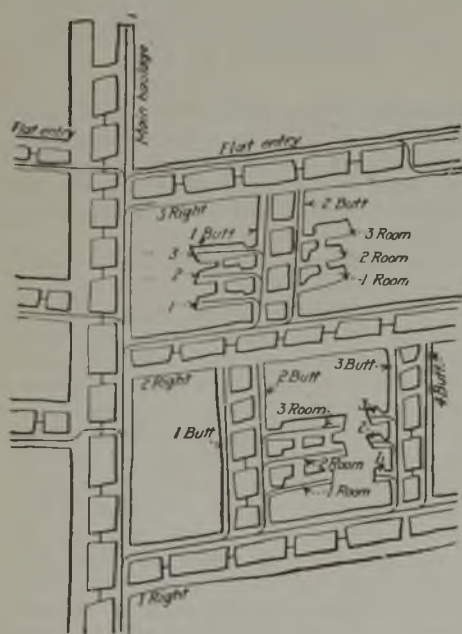 Main haulage
Flat entry
Flat entry
3 Right
2 Butt
1 Butt
3 Room
3
2 Room
2
1 Room
1
2 Right
3 Butt
2 Butt
4 Butt
3 Room
3
1 Butt
2
2 Room
1 Room
1 Right